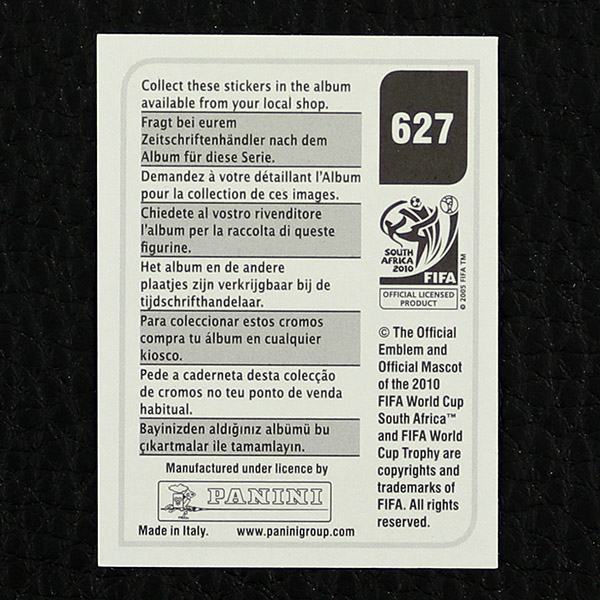 Collect these stickers in the album
available from your local shop.
Fragt bei eurem
Zeitschriftenhändler nach dem
Album für diese Serie.
Demandez à votre détaillant l'Album
pour la collection de ces images.
Chiedete al vostro rivenditore
l'album per la raccolta di queste
figurine.
Het album en de andere
plaatjes zijn verkrijgbaar bij de
tijdschrifthandelaar.
Para coleccionar estos cromos
compra tu álbum en cualquier
kiosco.
Pede a caderneta desta colecção
de cromos no teu ponto de venda
habitual.
Bayinizden aldığınız albümü bu
çıkartmalar ile tamamlayın.
Manufactured under licence by
PANINI
Made in Italy. www.paninigroup.com
627
SOUTH
AFRICA
2010
FIFA
© 2005 FIFA TM
OFFICIAL LICENSED
PRODUCT
© The Official
Emblem and
Official Mascot
of the 2010
FIFA World Cup
South Africa™
and FIFA World
Cup Trophy are
copyrights and
trademarks of
FIFA. All rights
reserved.